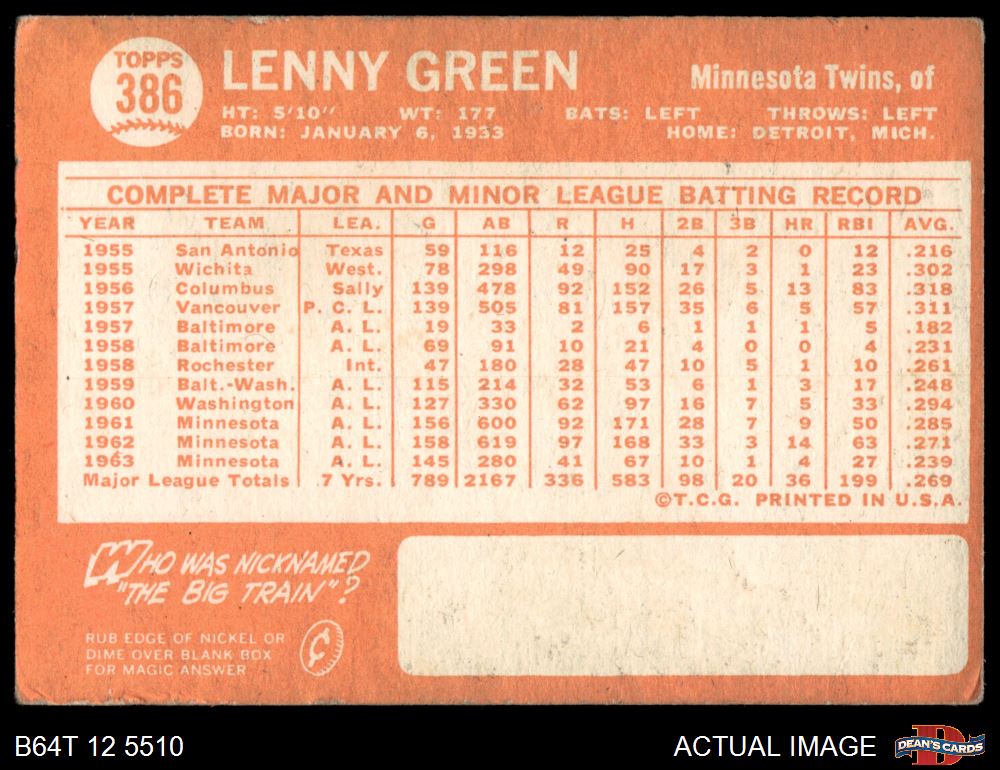 TOPPS
386
LENNY GREEN
Minnesota Twins, of
HT: 5'10" WT: 177 BATS: LEFT THROWS: LEFT
BORN: JANUARY 6, 1933 HOME: DETROIT, MICH.
COMPLETE MAJOR AND MINOR LEAGUE BATTING RECORD
YEAR TEAM LEA. G AB R H 2B 3B HR RBI AVG.
1955 San Antonio Texas 59 116 12 25 4 2 0 12 .216
1955 Wichita West. 78 298 49 90 17 3 1 23 .302
1956 Columbus Sally 139 478 92 152 26 5 13 83 .318
1957 Vancouver P. C. L. 139 505 81 157 35 6 5 57 .311
1957 Baltimore A. L. 19 33 2 6 1 1 1 5 .182
1958 Baltimore A. L. 69 91 10 21 4 0 0 4 .231
1958 Rochester Int. 47 180 28 47 10 5 1 10 .261
1959 Balt.-Wash. A. L. 115 214 32 53 6 1 3 17 .248
1960 Washington A. L. 127 330 62 97 16 7 5 33 .294
1961 Minnesota A. L. 156 600 92 171 28 7 9 50 .285
1962 Minnesota A. L. 158 619 97 168 33 3 14 63 .271
1963 Minnesota A. L. 145 280 41 67 10 1 4 27 .239
Major League Totals 7 Yrs. 789 2167 336 583 98 20 36 199 .269
©T.C.G. PRINTED IN U.S.A.
WHO WAS NICKNAMED
"THE BIG TRAIN"?
RUB EDGE OF NICKEL OR
DIME OVER BLANK BOX
FOR MAGIC ANSWER
¢
B64T 12 5510
ACTUAL IMAGE
D
DEAN'S CARDS